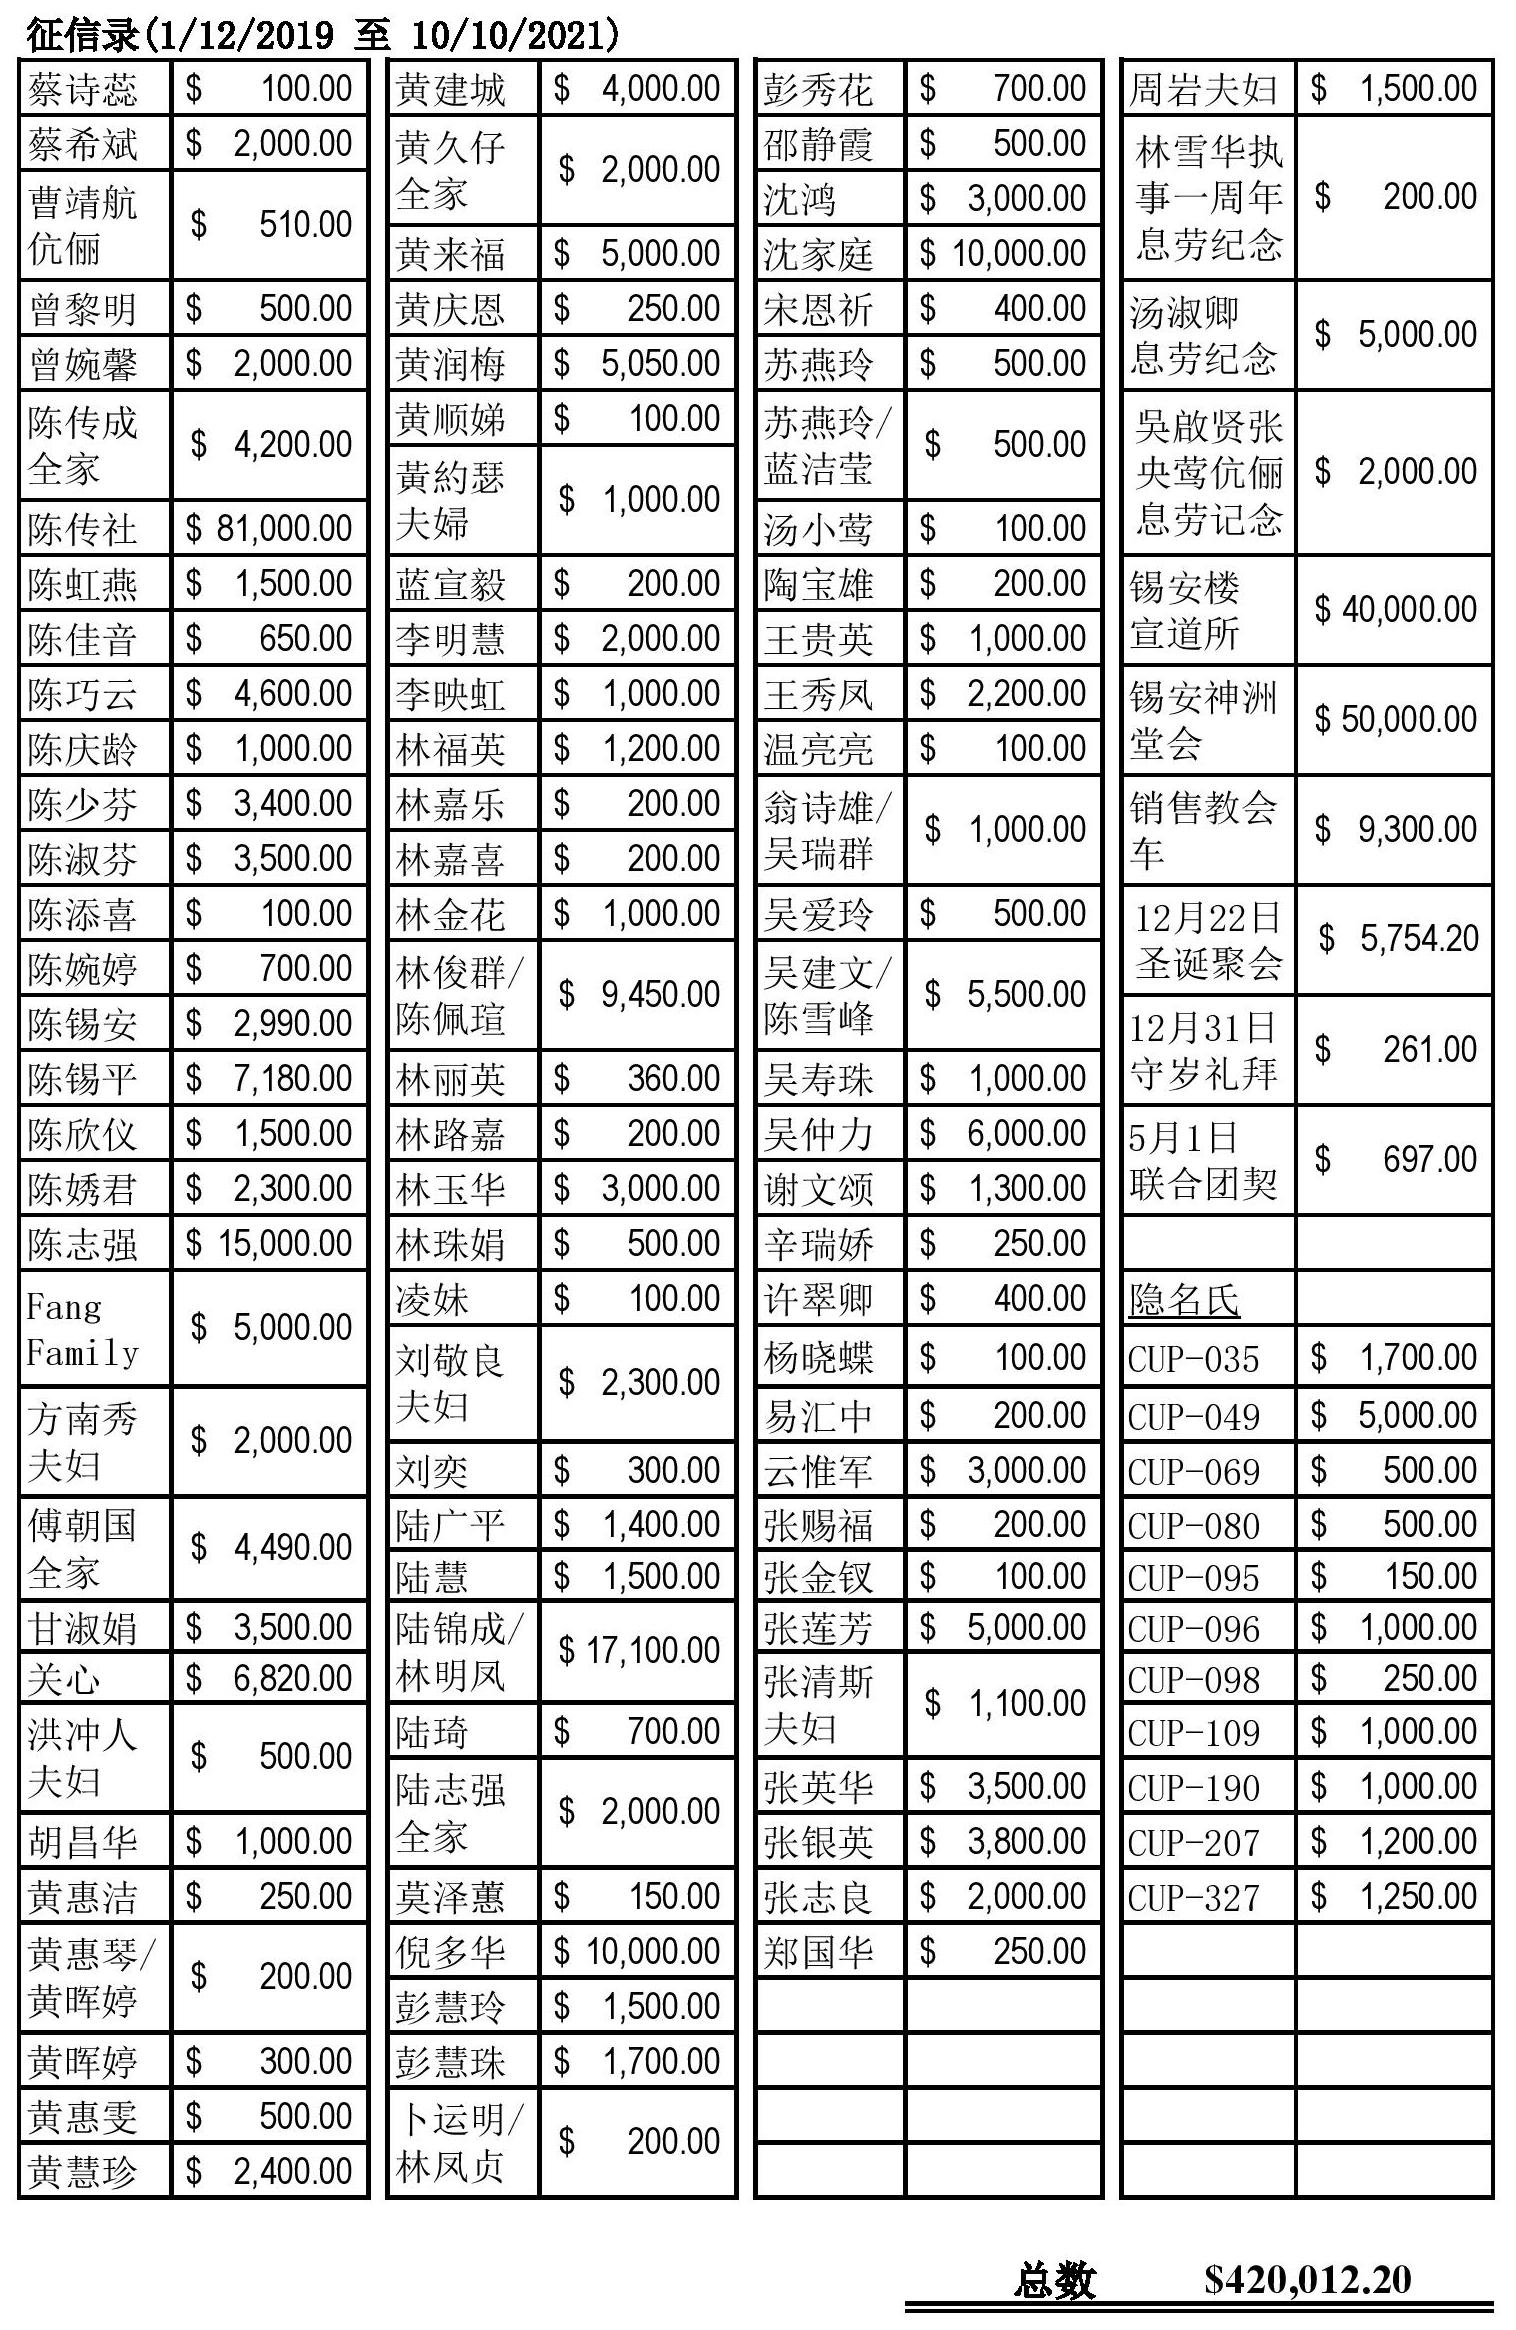 征信录(1/12/2019 至 10/10/2021)
蔡诗蕊 $ 100.00
蔡希斌 $ 2,000.00
曹靖航
伉俪 $ 510.00
曾黎明 $ 500.00
曾婉馨 $ 2,000.00
陈传成
全家 $ 4,200.00
陈传社 $ 81,000.00
陈虹燕 $ 1,500.00
陈佳音 $ 650.00
陈巧云 $ 4,600.00
陈庆龄 $ 1,000.00
陈少芬 $ 3,400.00
陈淑芬 $ 3,500.00
陈添喜 $ 100.00
陈婉婷 $ 700.00
陈锡安 $ 2,990.00
陈锡平 $ 7,180.00
陈欣仪 $ 1,500.00
陈娉君 $ 2,300.00
陈志强 $ 15,000.00
Fang
Family $ 5,000.00
方南秀
夫妇 $ 2,000.00
傅朝国
全家 $ 4,490.00
甘淑娟 $ 3,500.00
关心 $ 6,820.00
洪冲人
夫妇 $ 500.00
胡昌华 $ 1,000.00
黄惠洁 $ 250.00
黄惠琴/
黄晖婷 $ 200.00
黄晖婷 $ 300.00
黄惠雯 $ 500.00
黄慧珍 $ 2,400.00
黄建城 $ 4,000.00
黄久仔
全家 $ 2,000.00
黄来福 $ 5,000.00
黄庆恩 $ 250.00
黄润梅 $ 5,050.00
黄顺娣 $ 100.00
黄約瑟
夫婦 $ 1,000.00
蓝宣毅 $ 200.00
李明慧 $ 2,000.00
李映虹 $ 1,000.00
林福英 $ 1,200.00
林嘉乐 $ 200.00
林嘉喜 $ 200.00
林金花 $ 1,000.00
林俊群/
陈佩瑄 $ 9,450.00
林丽英 $ 360.00
林路嘉 $ 200.00
林玉华 $ 3,000.00
林珠娟 $ 500.00
凌妹 $ 100.00
刘敬良
夫妇 $ 2,300.00
刘奕 $ 300.00
陆广平 $ 1,400.00
陆慧 $ 1,500.00
陆锦成/
林明凤 $ 17,100.00
陆琦 $ 700.00
陆志强
全家 $ 2,000.00
莫泽蕙 $ 150.00
倪多华 $ 10,000.00
彭慧玲 $ 1,500.00
彭慧珠 $ 1,700.00
卜运明/
林凤贞 $ 200.00
彭秀花 $ 700.00
邵静霞 $ 500.00
沈鸿 $ 3,000.00
沈家庭 $ 10,000.00
宋恩祈 $ 400.00
苏燕玲 $ 500.00
苏燕玲/
蓝洁莹 $ 500.00
汤小莺 $ 100.00
陶宝雄 $ 200.00
王贵英 $ 1,000.00
王秀凤 $ 2,200.00
温亮亮 $ 100.00
翁诗雄/
吴瑞群 $ 1,000.00
吴爱玲 $ 500.00
吴建文/
陈雪峰 $ 5,500.00
吴寿珠 $ 1,000.00
吴仲力 $ 6,000.00
谢文颂 $ 1,300.00
辛瑞娇 $ 250.00
许翠卿 $ 400.00
杨晓蝶 $ 100.00
易汇中 $ 200.00
云惟军 $ 3,000.00
张赐福 $ 200.00
张金钗 $ 100.00
张莲芳 $ 5,000.00
张清斯
夫妇 $ 1,100.00
张英华 $ 3,500.00
张银英 $ 3,800.00
张志良 $ 2,000.00
郑国华 $ 250.00
周岩夫妇 $ 1,500.00
林雪华执
事一周年
息劳纪念 $ 200.00
汤淑卿
息劳纪念 $ 5,000.00
吳啟贤张
央莺伉俪
息劳记念 $ 2,000.00
锡安楼
宣道所 $ 40,000.00
锡安神洲
堂会 $ 50,000.00
销售教会
车 $ 9,300.00
12月22日
圣诞聚会 $ 5,754.20
12月31日
守岁礼拜 $ 261.00
5月1日
联合团契 $ 697.00
隐名氏
CUP-035 $ 1,700.00
CUP-049 $ 5,000.00
CUP-069 $ 500.00
CUP-080 $ 500.00
CUP-095 $ 150.00
CUP-096 $ 1,000.00
CUP-098 $ 250.00
CUP-109 $ 1,000.00
CUP-190 $ 1,000.00
CUP-207 $ 1,200.00
CUP-327 $ 1,250.00
总数 $420,012.20